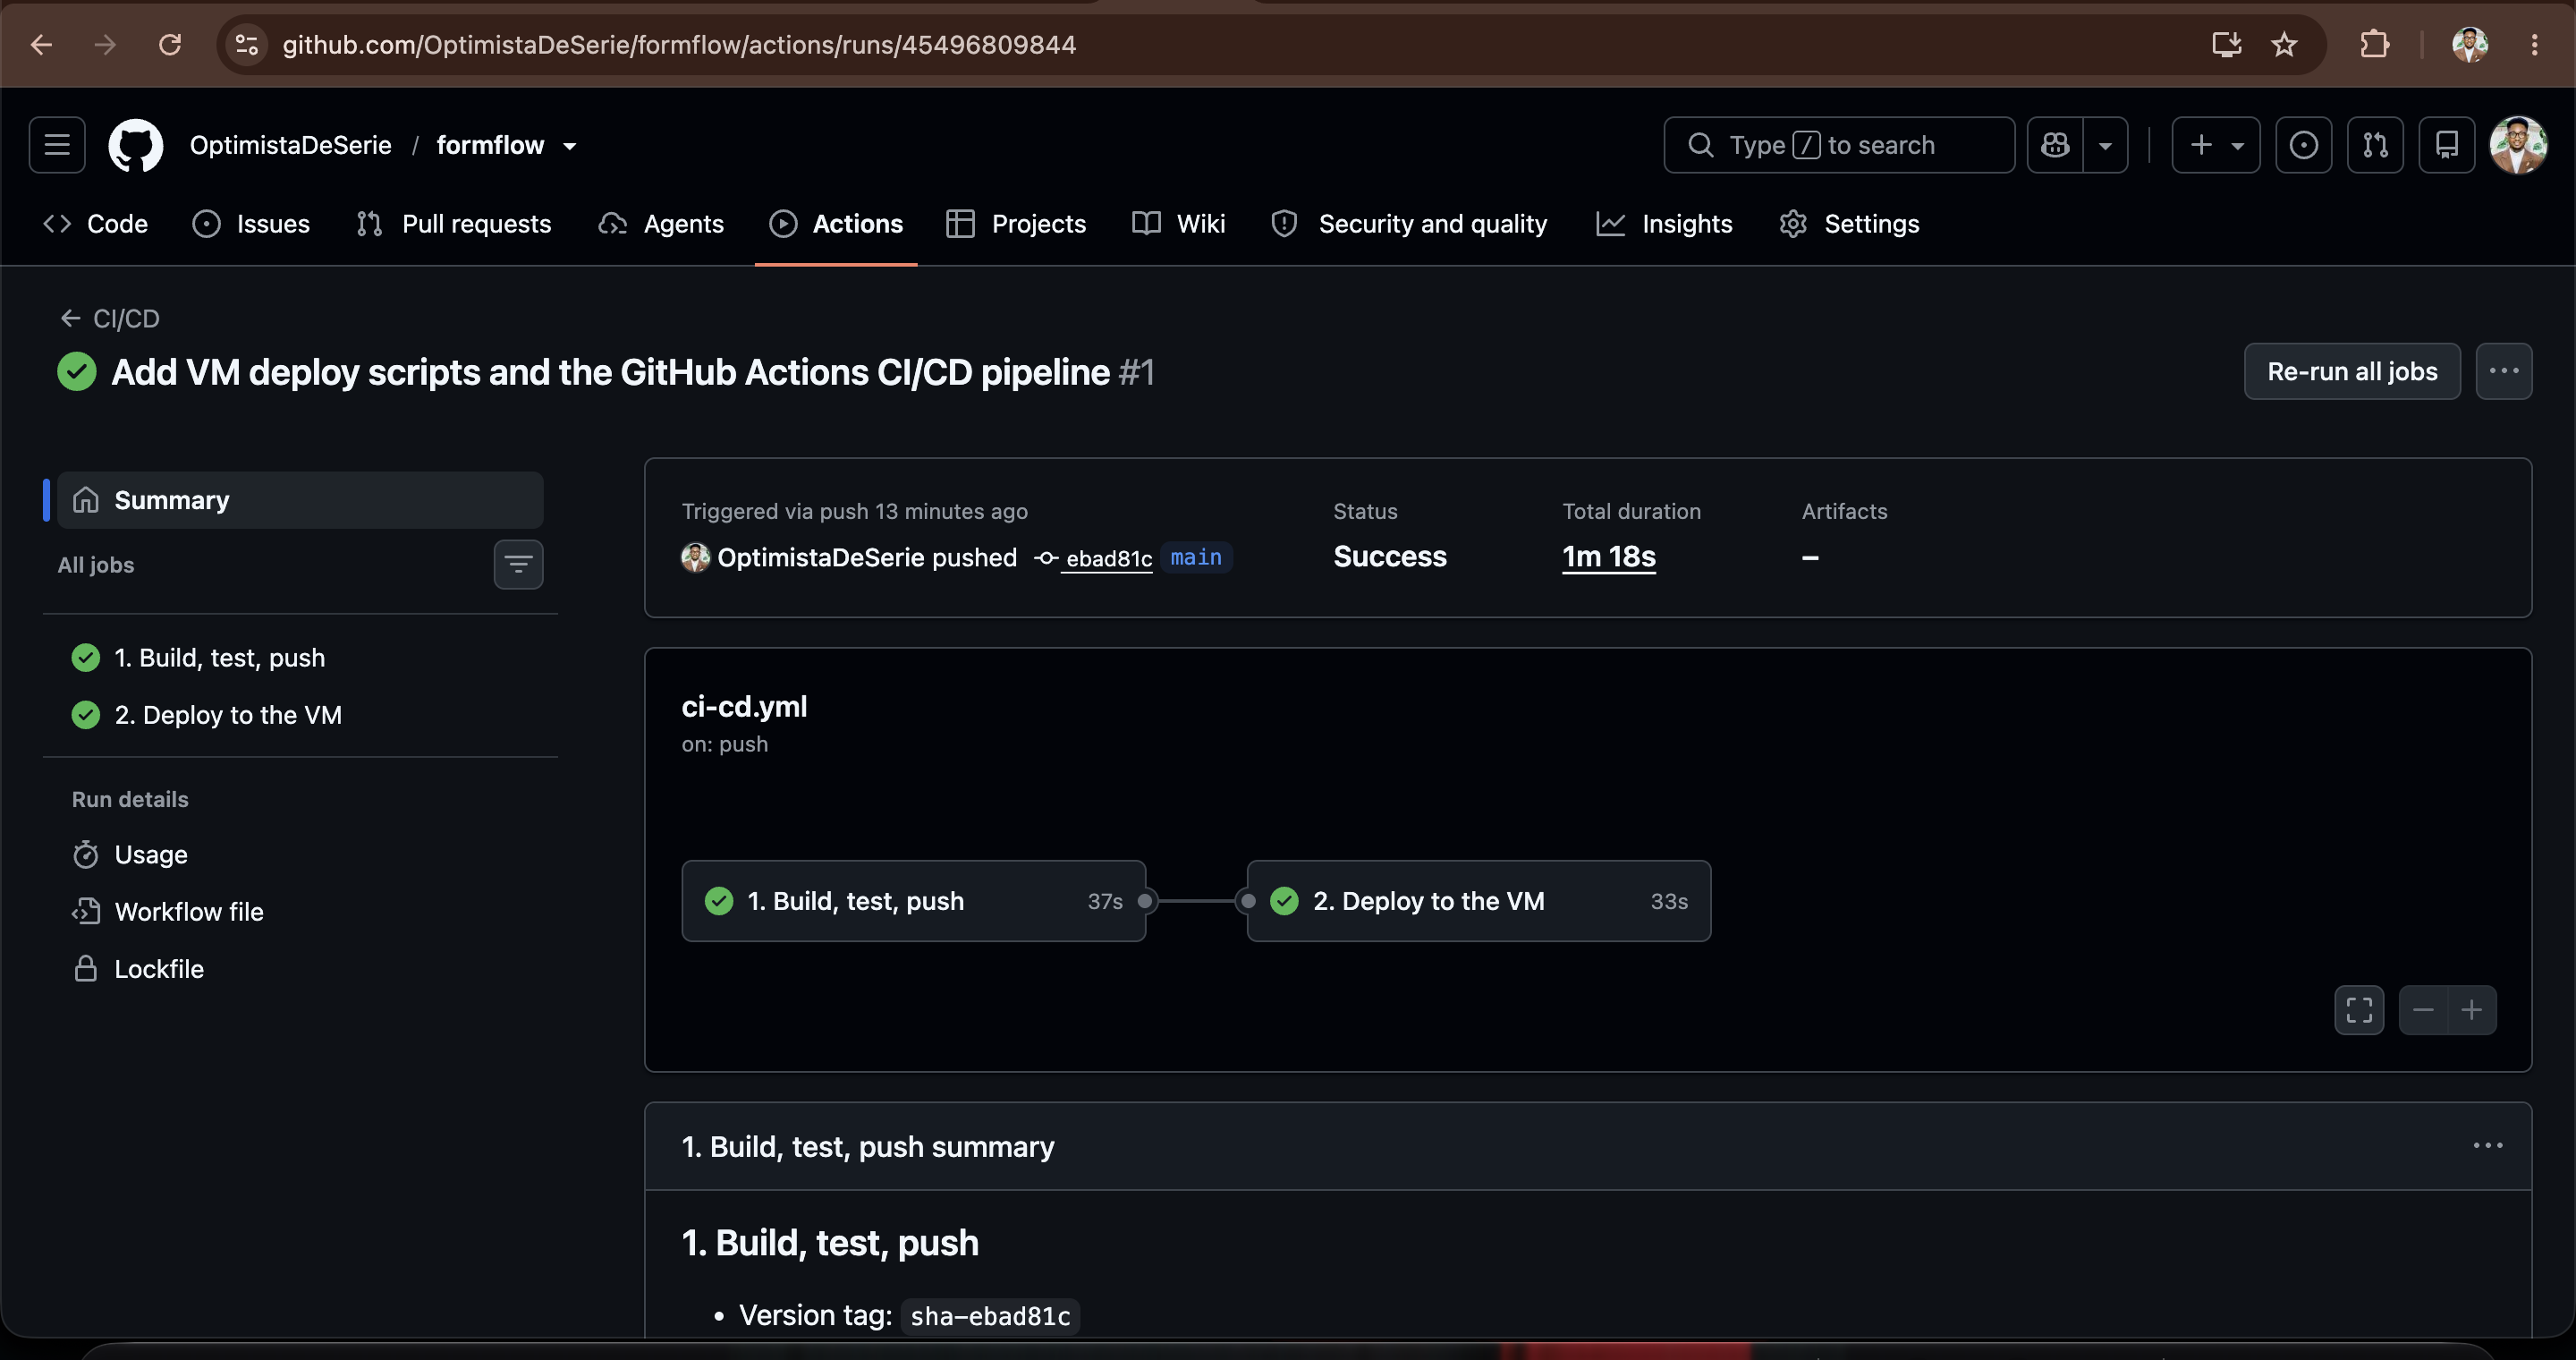 github.com/OptimistaDeSerie/formflow/actions/runs/45496809844
OptimistaDeSerie / formflow
Type / to search
Code Issues Pull requests Agents Actions Projects Wiki Security and quality Insights Settings
CI/CD
Add VM deploy scripts and the GitHub Actions CI/CD pipeline #1
Re-run all jobs
Summary
All jobs
1. Build, test, push
2. Deploy to the VM
Run details
Usage
Workflow file
Lockfile
Triggered via push 13 minutes ago
OptimistaDeSerie pushed ebad81c main
Status
Success
Total duration
1m 18s
Artifacts
–
ci-cd.yml
on: push
1. Build, test, push 37s
2. Deploy to the VM 33s
1. Build, test, push summary
1. Build, test, push
• Version tag: sha-ebad81c